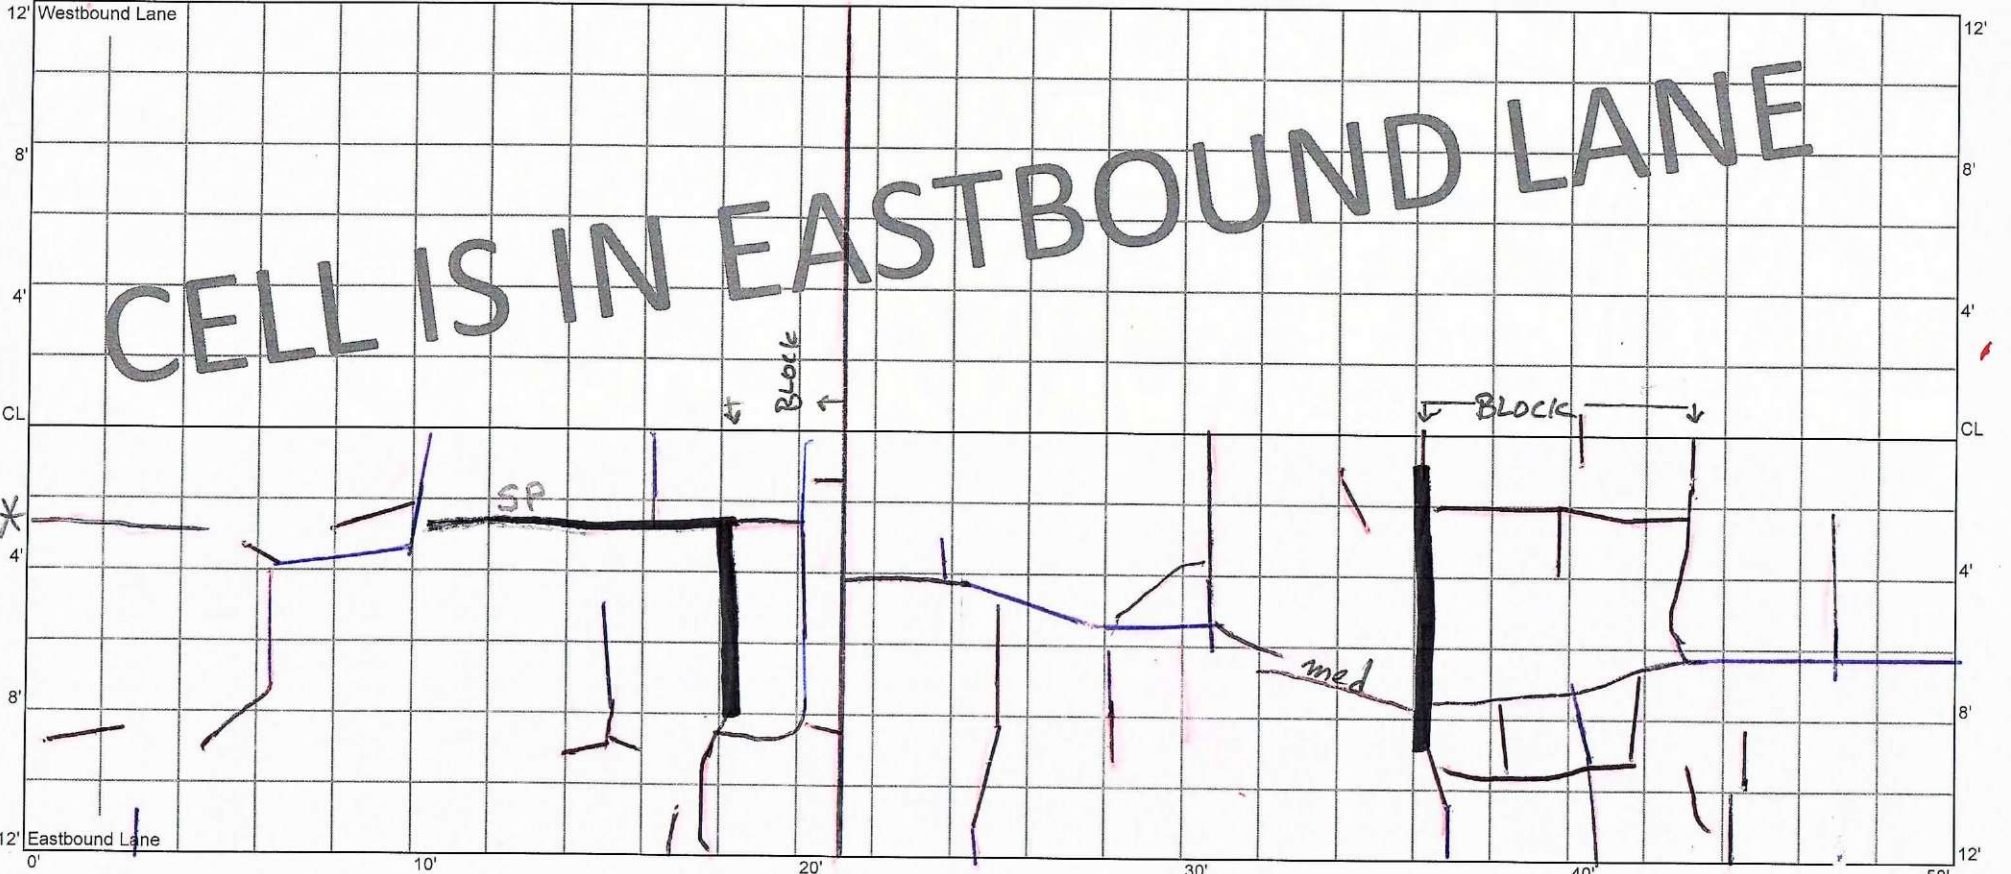 12' Westbound Lane 12'
8' 8'
CELL IS IN EASTBOUND LANE
4' 4'
BLOCK
BLOCK
CL CL
SP
*
4' 4'
med
8' 8'
12' Eastbound Lane 12'
0' 10' 20' 30' 40' 50'